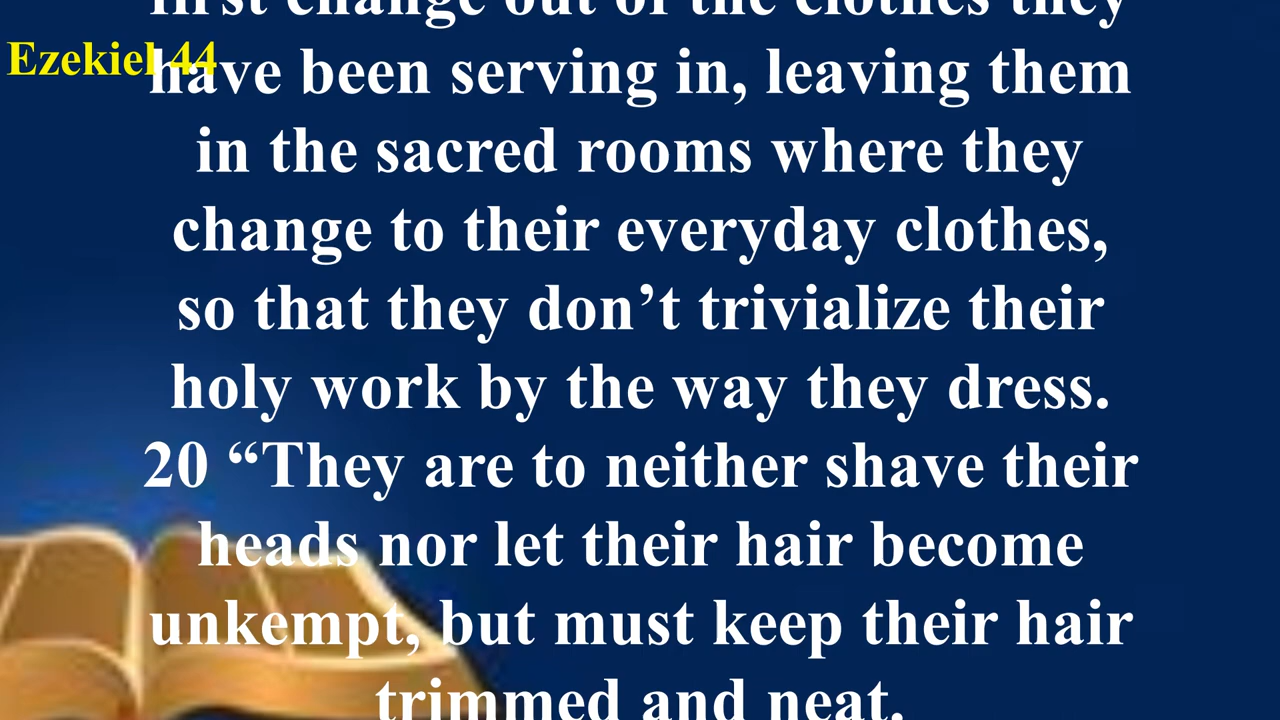 first change out of the clothes they
Ezekiel 44
have been serving in, leaving them
in the sacred rooms where they
change to their everyday clothes,
so that they don’t trivialize their
holy work by the way they dress.
20 “They are to neither shave their
heads nor let their hair become
unkempt, but must keep their hair
trimmed and neat.